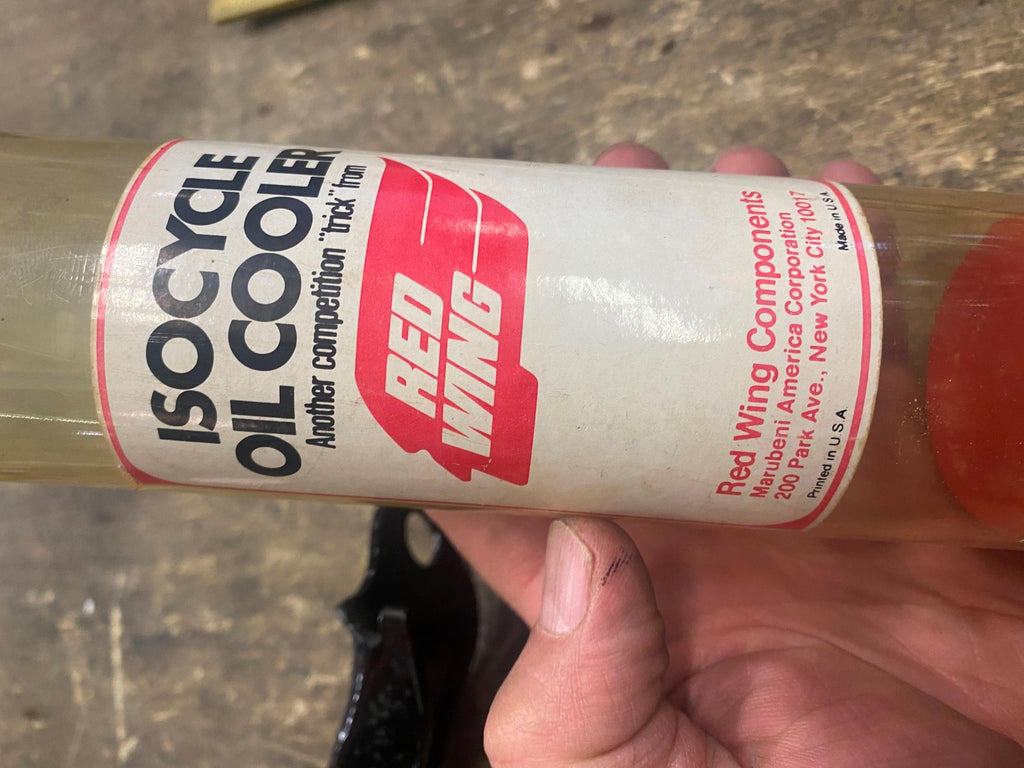 ISOCYCLE
OIL COOLER
Another competition "trick" from
RED
WING
Red Wing Components
Marubeni America Corporation
200 Park Ave., New York City 10017
Printed in U.S.A.
Made in U.S.A.